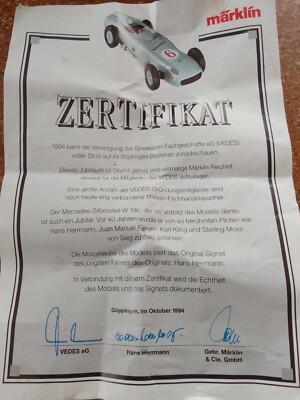 märklin
6
ZERTIFIKAT
1994 kann die Vereinigung der Spielwaren-Fachgeschäfte eG (VEDES)
voller Stolz auf ihr 90jähriges Bestehen zurückschauen.
Dieses Jubiläum ist Grund genug eine einmalige Märklin-Neuheit
speziell für die Mitglieder der VEDES aufzulegen.
Eine große Anzahl der VEDES-Gründungsmitglieder sind
noch heute eng verbundene Märklin-Fachhandelspartner.
Der Mercedes-Silberpfeil W 196, der als Vorbild des Modells diente,
ist auch ein Jubilar. Vor 40 Jahren wurde er von so berühmten Piloten wie
Hans Herrmann, Juan Manuel Fangio, Karl Kling und Sterling Moss
von Sieg zu Sieg gefahren.
Die Motorhaube des Modells ziert das Original-Signet
des jüngsten Fahrers des Originals: Hans Herrmann.
In Verbindung mit diesem Zertifikat wird die Echtheit
des Modells und des Signets dokumentiert.
Göppingen, im Oktober 1994
VEDES eG
Hans Herrmann
Gebr. Märklin
& Cie. GmbH